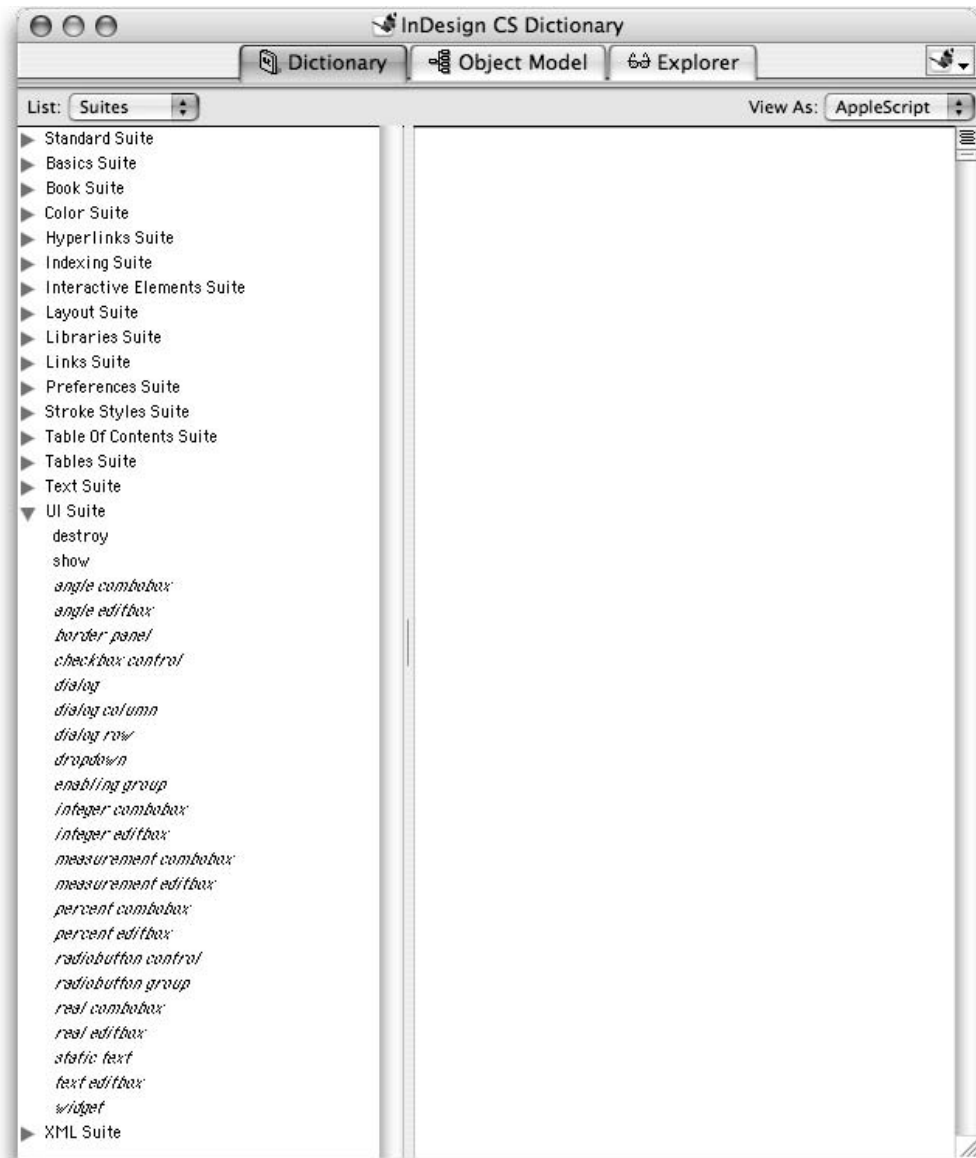 InDesign CS Dictionary
Dictionary Object Model Explorer
List: Suites View As: AppleScript
Standard Suite
Basics Suite
Book Suite
Color Suite
Hyperlinks Suite
Indexing Suite
Interactive Elements Suite
Layout Suite
Libraries Suite
Links Suite
Preferences Suite
Stroke Styles Suite
Table Of Contents Suite
Tables Suite
Text Suite
UI Suite
destroy
show
angle combobox
angle editbox
border panel
checkbox control
dialog
dialog column
dialog row
dropdown
enabling group
integer combobox
integer editbox
measurement combobox
measurement editbox
percent combobox
percent editbox
radiobutton control
radiobutton group
real combobox
real editbox
static text
text editbox
widget
XML Suite